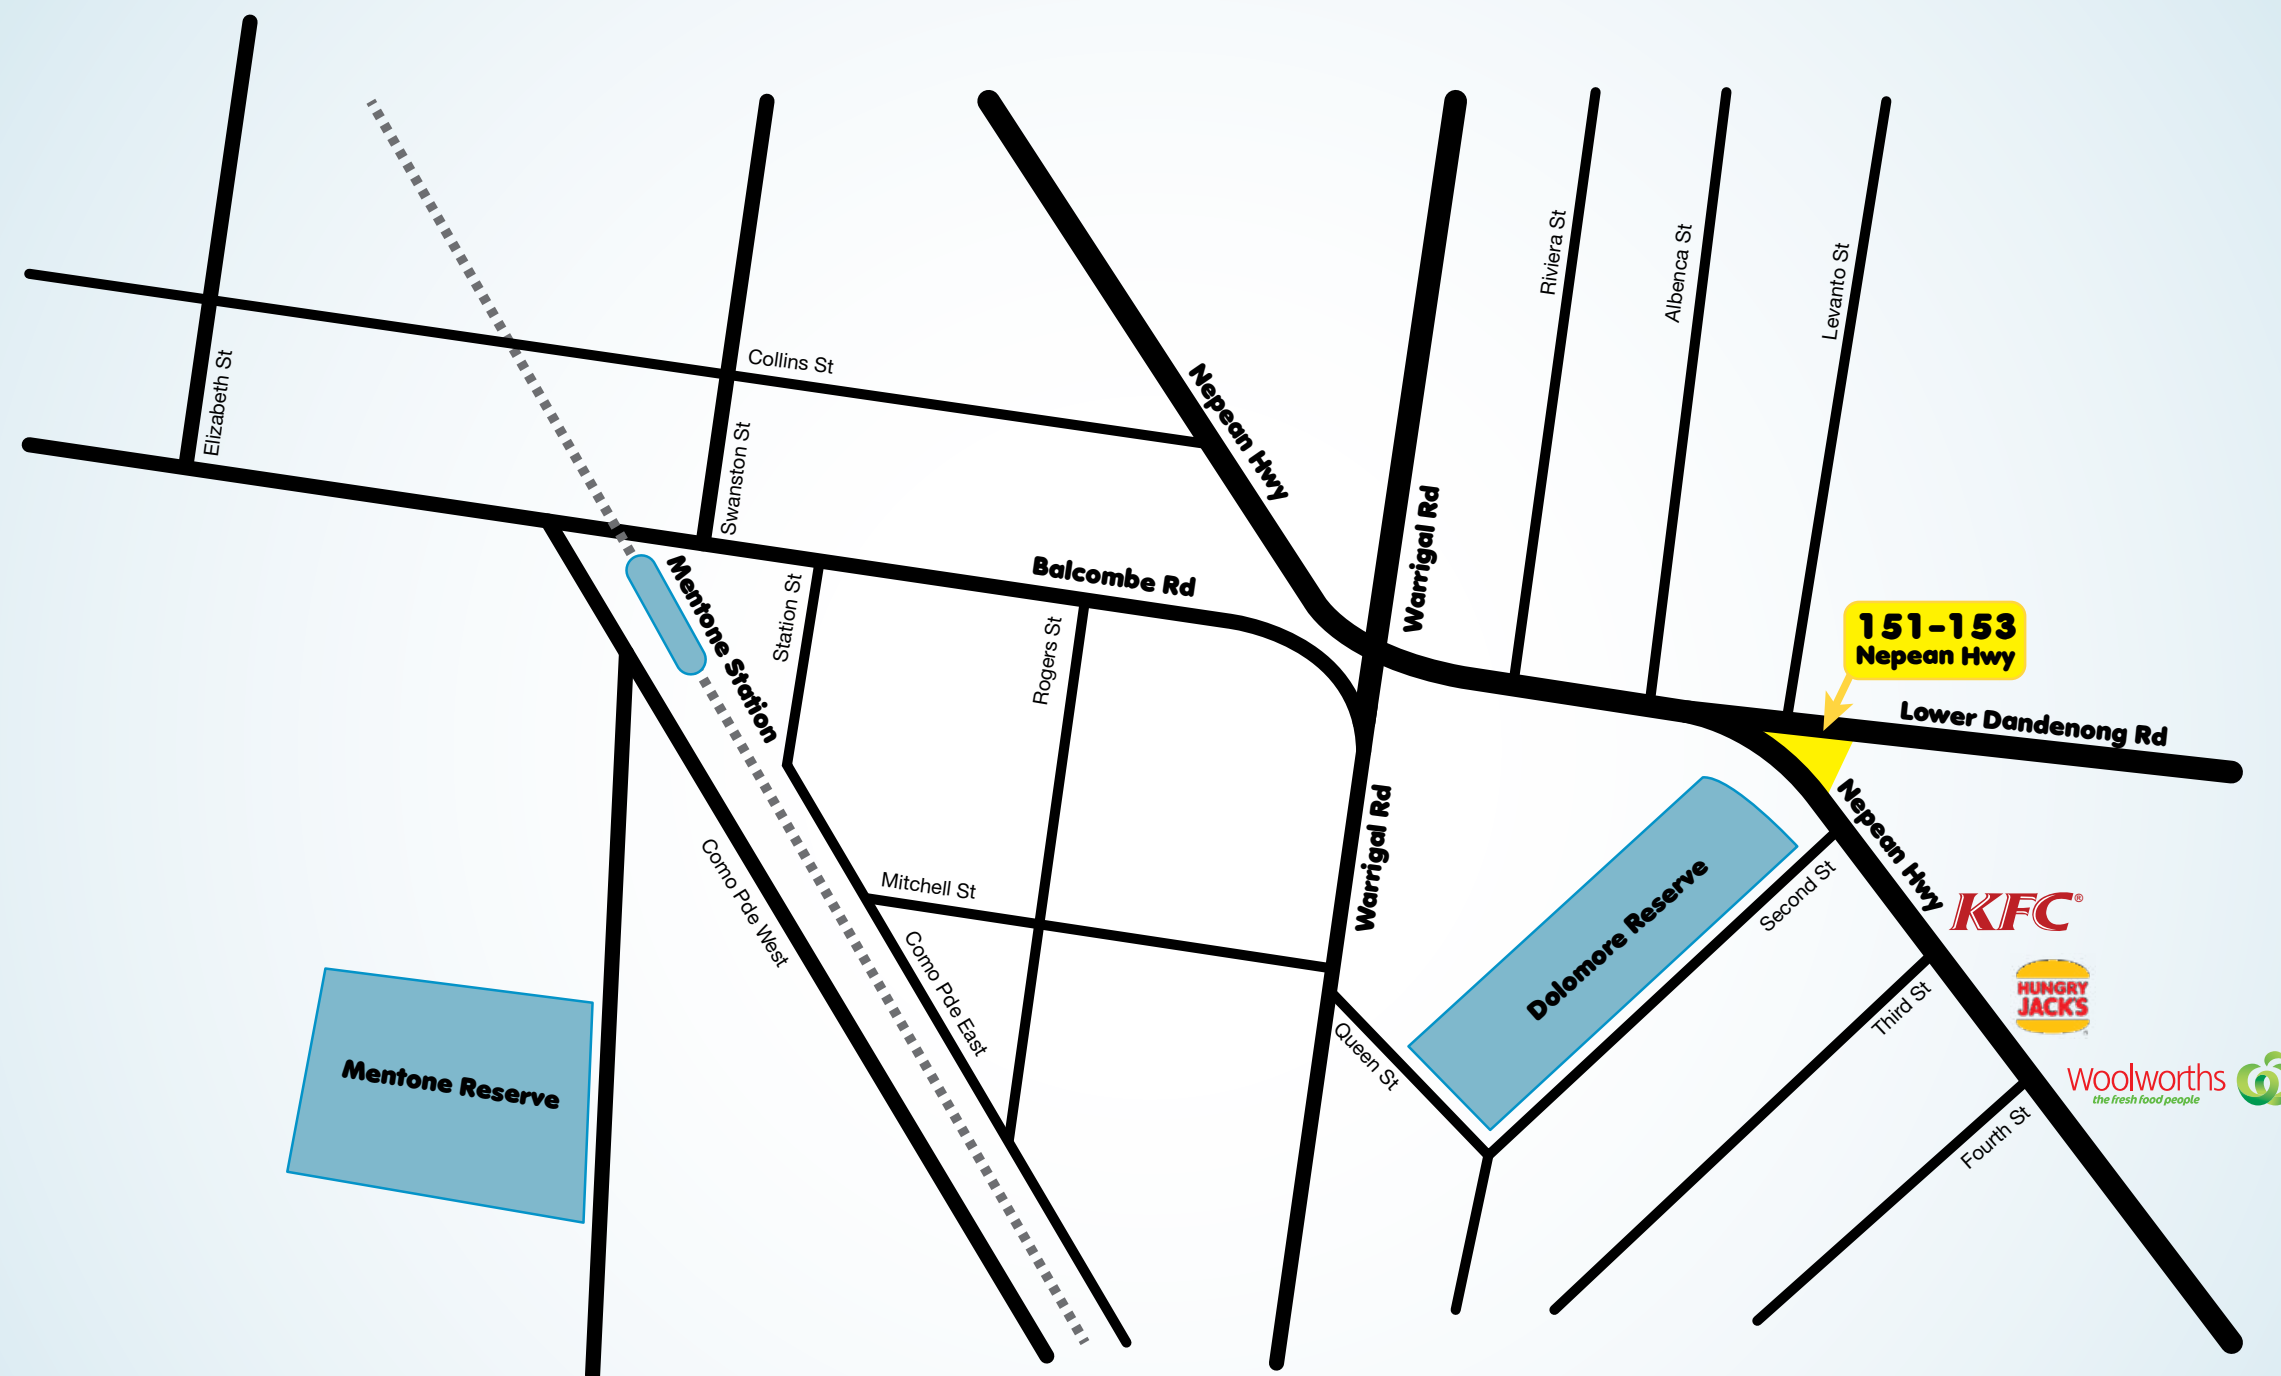 Riviera St
Albenca St
Levanto St
Elizabeth St
Collins St
Swanston St
Nepean Hwy
Warrigal Rd
Balcombe Rd
Mentone Station
Station St
Rogers St
151-153
Nepean Hwy
Lower Dandenong Rd
Nepean Hwy
Warrigal Rd
Como Pde West
Mitchell St
Como Pde East
Dolomore Reserve
Second St
KFC®
HUNGRY
JACK'S
Third St
Queen St
Mentone Reserve
Woolworths
the fresh food people
Fourth St